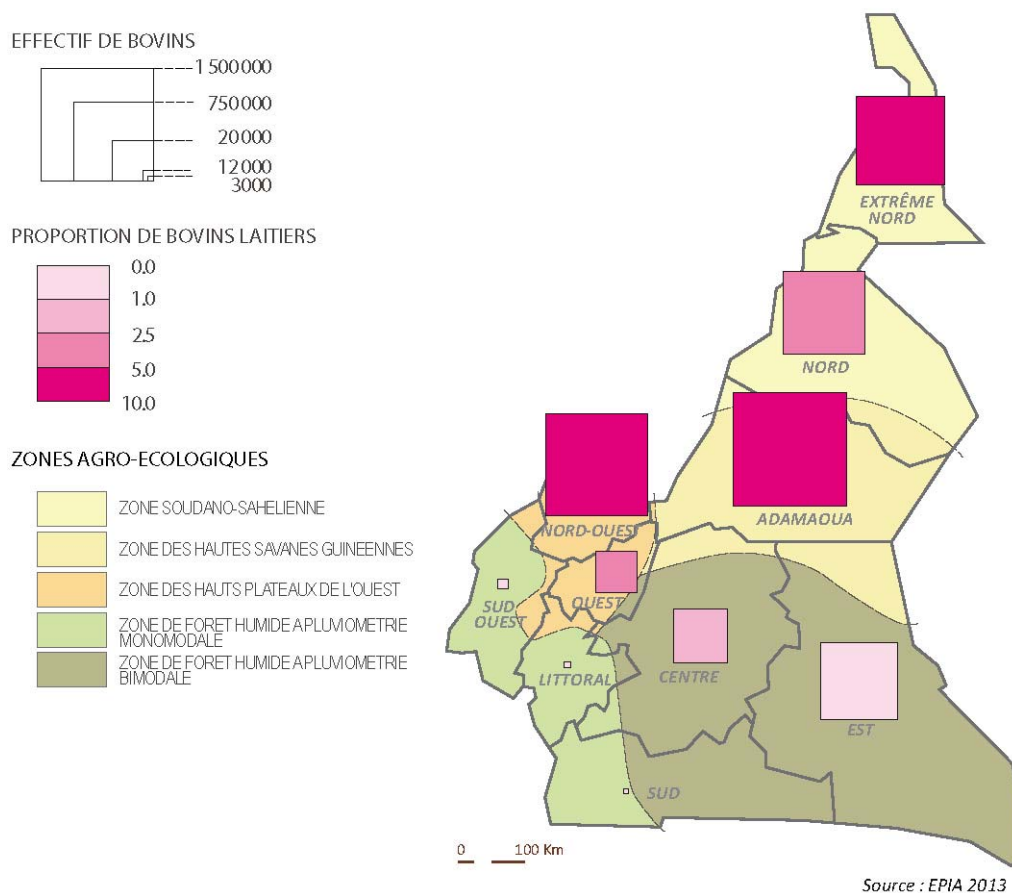 EFFECTIF DE BOVINS
1 500 000
750 000
20 000
12 000
3000
PROPORTION DE BOVINS LAITIERS
0.0
1.0
2.5
5.0
10.0
ZONES AGRO-ECOLOGIQUES
ZONE SOUDANO-SAHELIENNE
ZONE DES HAUTES SAVANES GUINEENNES
ZONE DES HAUTS PLATEAUX DE L'OUEST
ZONE DE FORET HUMIDE A PLUVIOMETRIE
MONOMODALE
ZONE DE FORET HUMIDE A PLUVIOMETRIE
BIMODALE
EXTRÊME
NORD
NORD
ADAMAOUA
NORD-OUEST
OUEST
SUD
OUEST
LITTORAL
CENTRE
EST
SUD
0 100 Km
Source : EPIA 2013